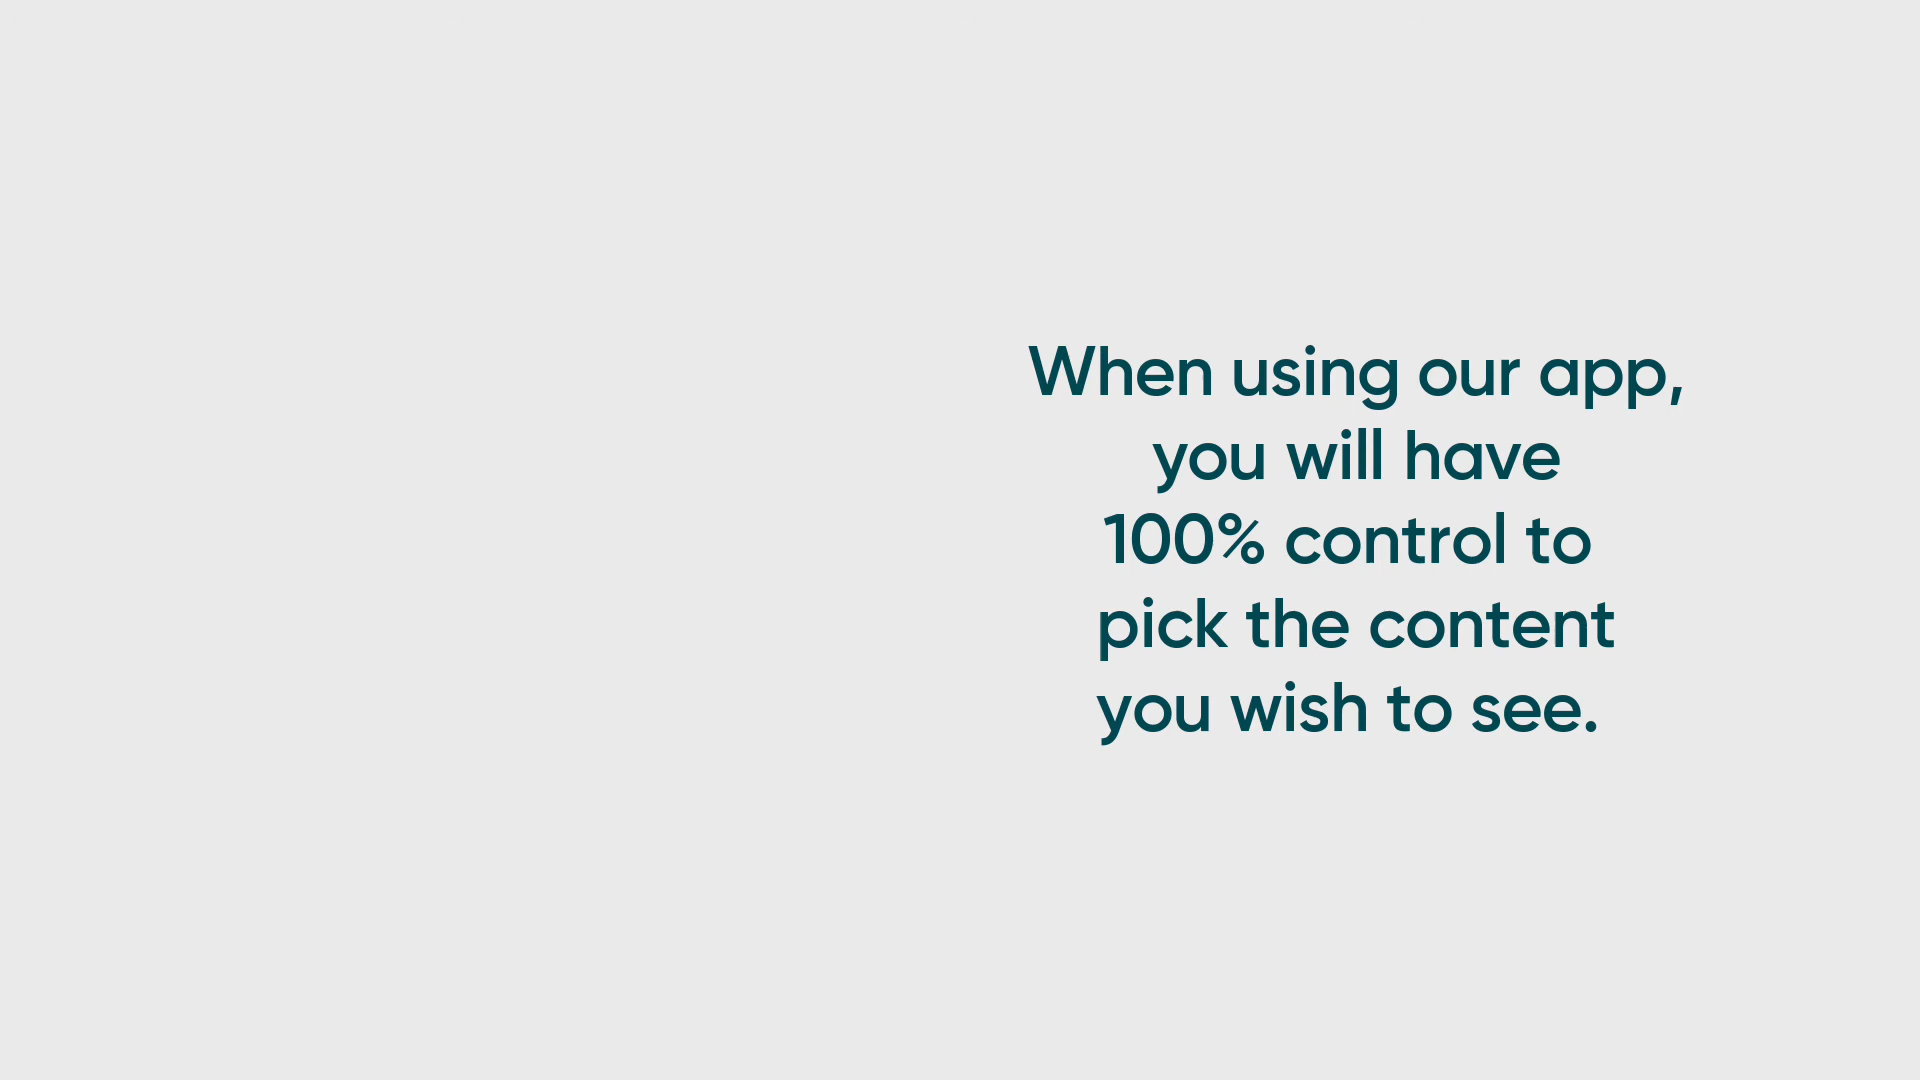 When using our app,
you will have
100% control to
pick the content
you wish to see.